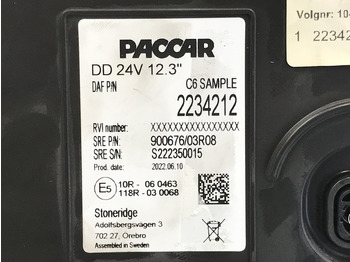 PACCAR
DD 24V 12.3"
DAF P/N C6 SAMPLE
2234212
RVI number: XXXXXXXXXXXXXXXXX
SRE P/N: 900676/03R08
SRE S/N: S222350015
Produced: 2022.06.10
E5 10R - 06 0463
118R - 03 0068
Stoneridge
Adolfsbergsvägen 3
702 27, Örebro
Assembled in Sweden
Volgnr: 10-
1 22342